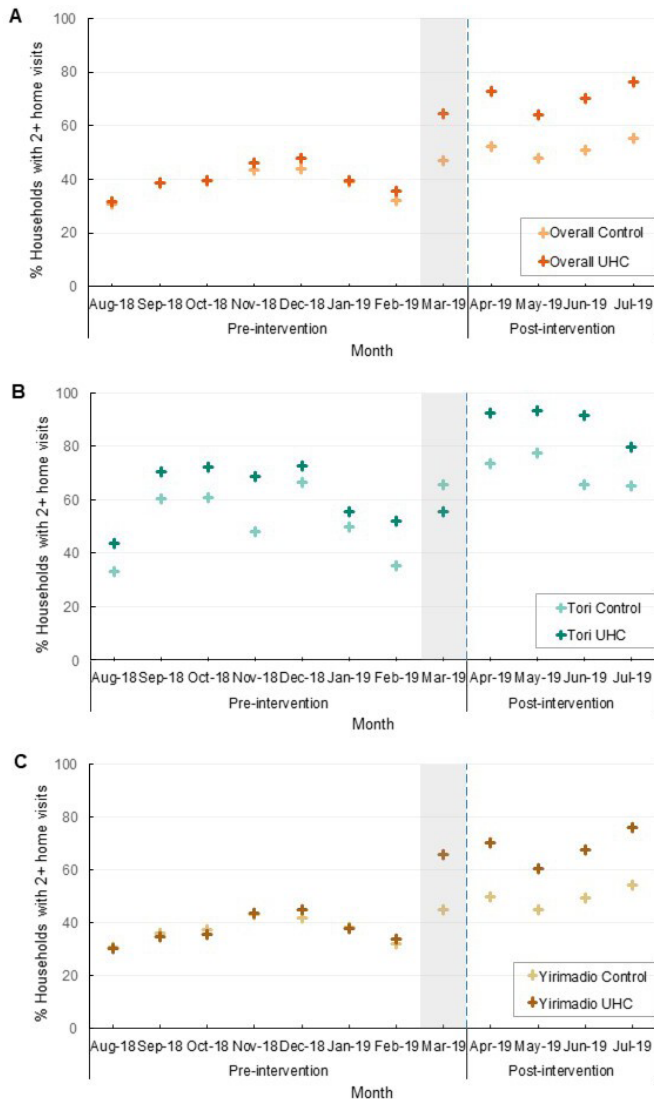 A
% Households with 2+ home visits
100
80
60
40
20
0
Overall Control
Overall UHC
Aug-18 Sep-18 Oct-18 Nov-18 Dec-18 Jan-19 Feb-19 Mar-19 Apr-19 May-19 Jun-19 Jul-19
Pre-intervention Post-intervention
Month
B
% Households with 2+ home visits
100
80
60
40
20
0
Tori Control
Tori UHC
Aug-18 Sep-18 Oct-18 Nov-18 Dec-18 Jan-19 Feb-19 Mar-19 Apr-19 May-19 Jun-19 Jul-19
Pre-intervention Post-intervention
Month
C
% Households with 2+ home visits
100
80
60
40
20
0
Yirimadio Control
Yirimadio UHC
Aug-18 Sep-18 Oct-18 Nov-18 Dec-18 Jan-19 Feb-19 Mar-19 Apr-19 May-19 Jun-19 Jul-19
Pre-intervention Post-intervention
Month